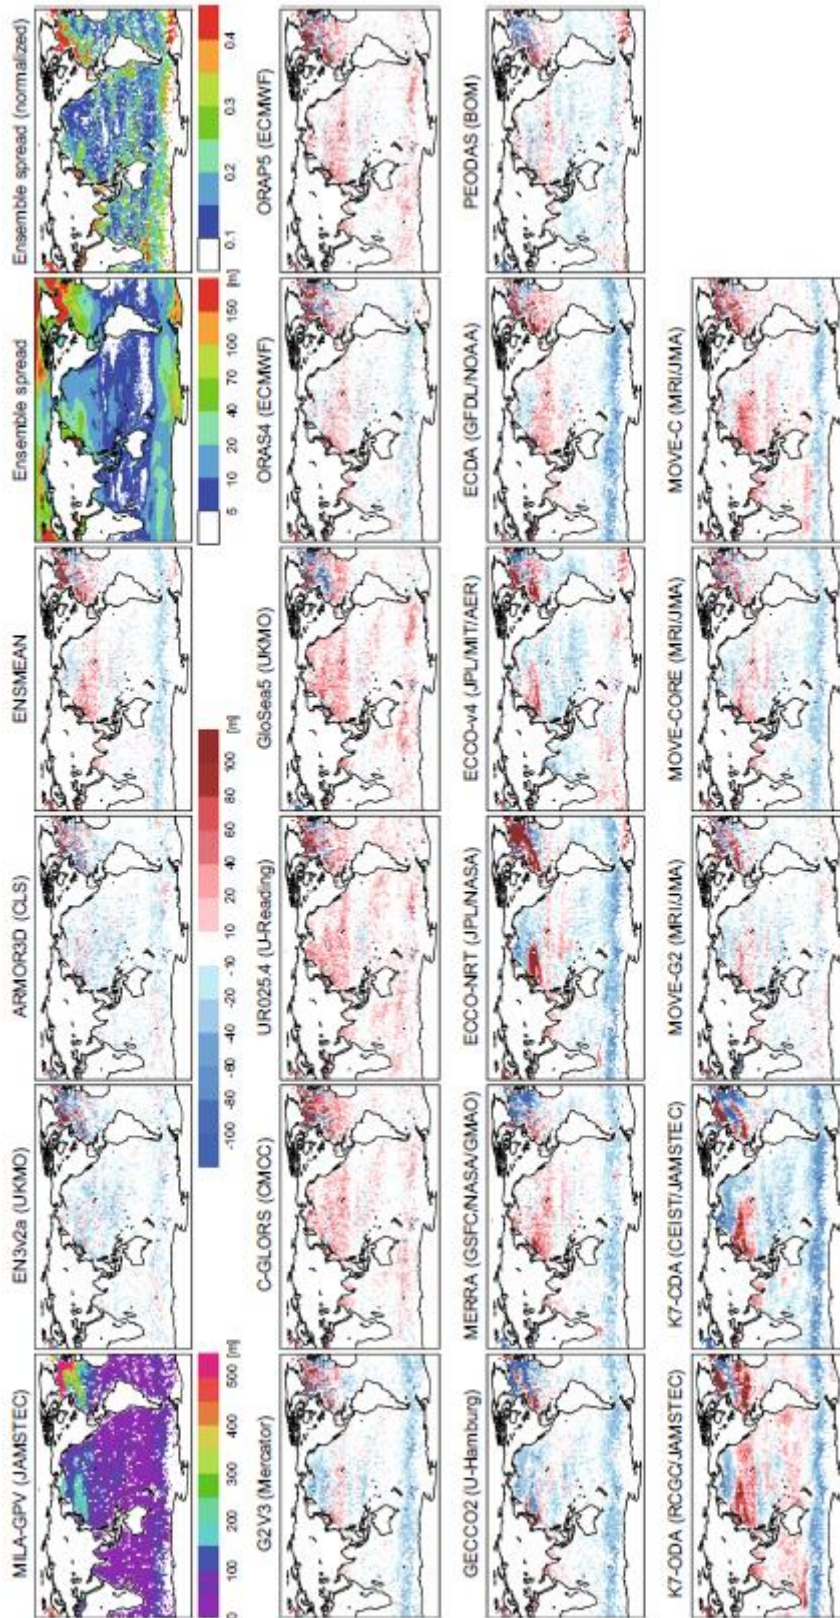 MILA-GPV (JAMSTEC)
EN3v2a (UKMO)
ARMOR3D (CLS)
ENSMEAN
Ensemble spread
Ensemble spread (normalized)
0 100 200 300 400 500 [m]
-100 -80 -60 -40 -20 -10 10 20 40 60 80 100 [m]
5 10 20 40 70 100 150 [m]
0.1 0.2 0.3 0.4
G2V3 (Mercator)
C-GLORS (CMCC)
UR025.4 (U-Reading)
GloSea5 (UKMO)
ORAS4 (ECMWF)
ORAP5 (ECMWF)
GECCO2 (U-Hamburg)
MERRA (GSFC/NASA/GMAO)
ECCO-NRT (JPL/NASA)
ECCO-v4 (JPL/MIT/AER)
ECDA (GFDL/NOAA)
PEODAS (BOM)
K7-ODA (RCGC/JAMSTEC)
K7-CDA (CEIST/JAMSTEC)
MOVE-G2 (MRI/JMA)
MOVE-CORE (MRI/JMA)
MOVE-C (MRI/JMA)